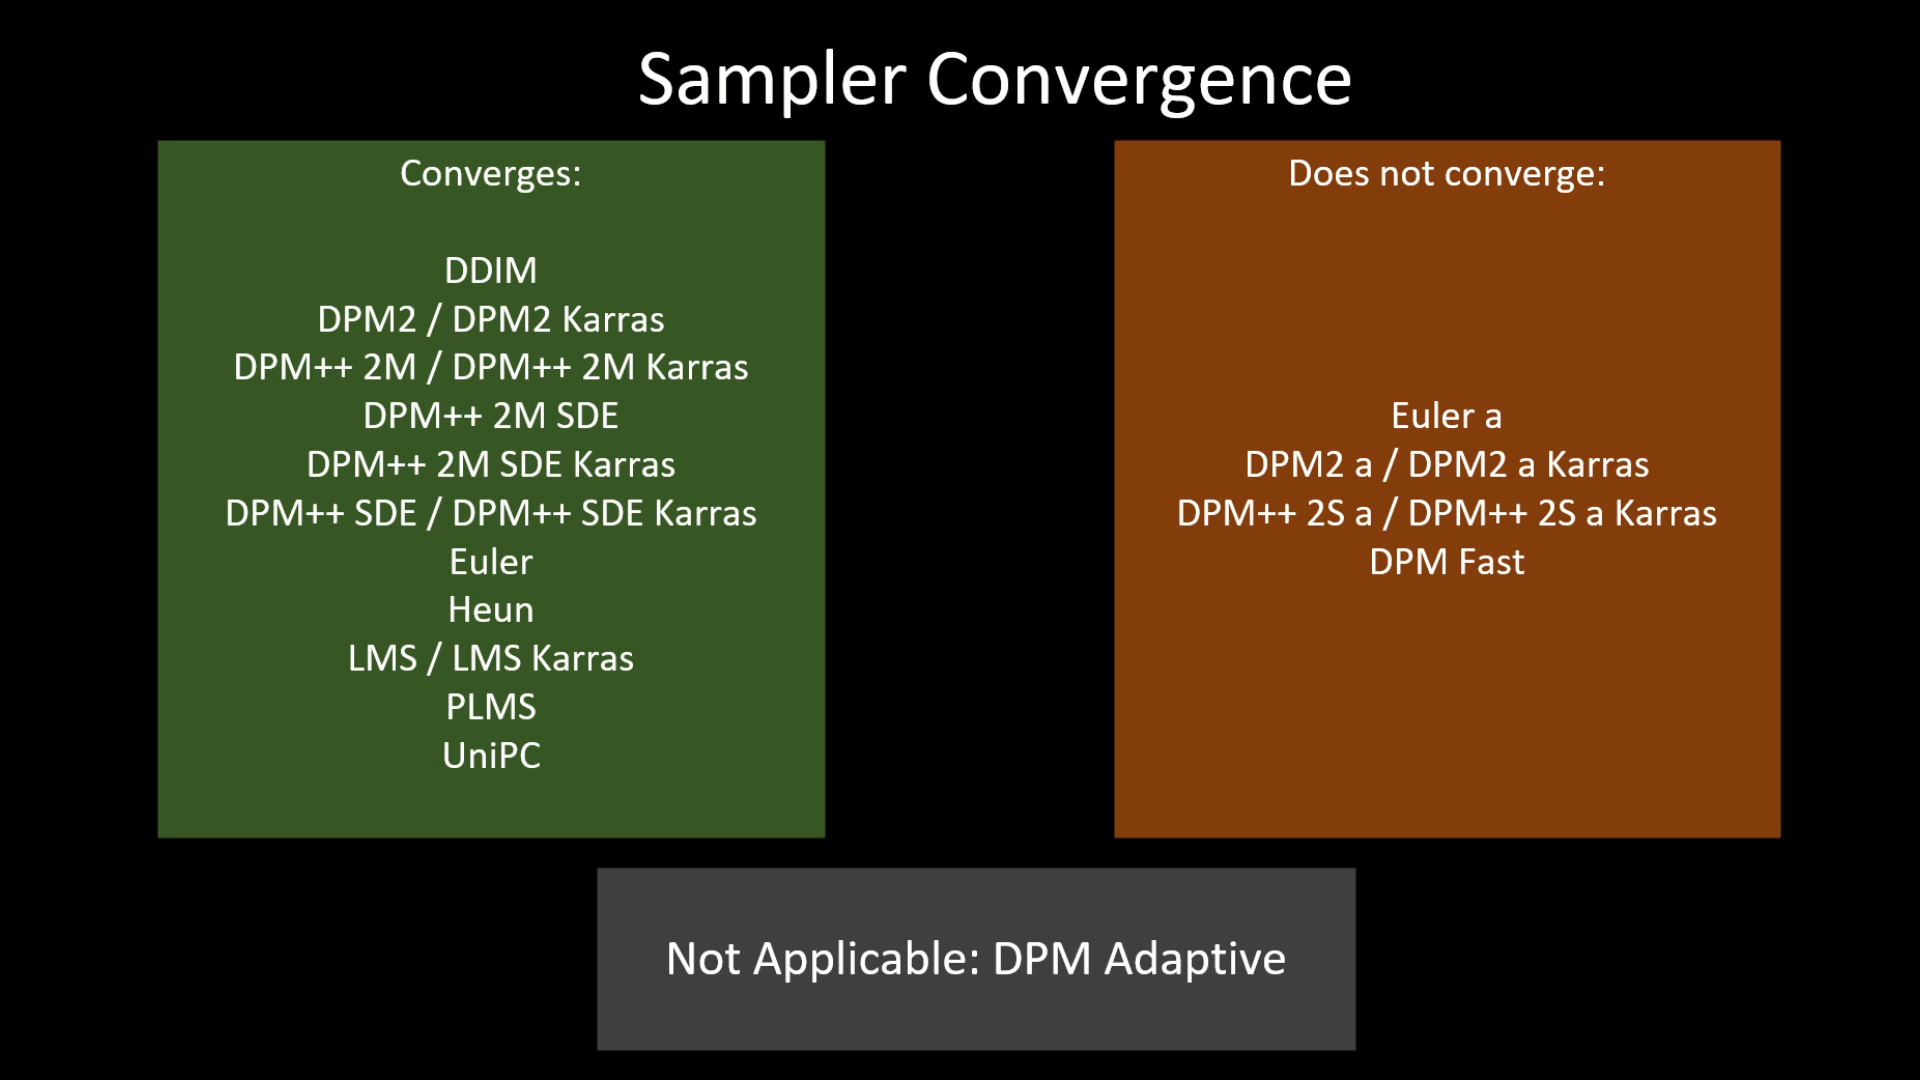 Sampler Convergence
Converges:
DDIM
DPM2 / DPM2 Karras
DPM++ 2M / DPM++ 2M Karras
DPM++ 2M SDE
DPM++ 2M SDE Karras
DPM++ SDE / DPM++ SDE Karras
Euler
Heun
LMS / LMS Karras
PLMS
UniPC
Does not converge:
Euler a
DPM2 a / DPM2 a Karras
DPM++ 2S a / DPM++ 2S a Karras
DPM Fast
Not Applicable: DPM Adaptive